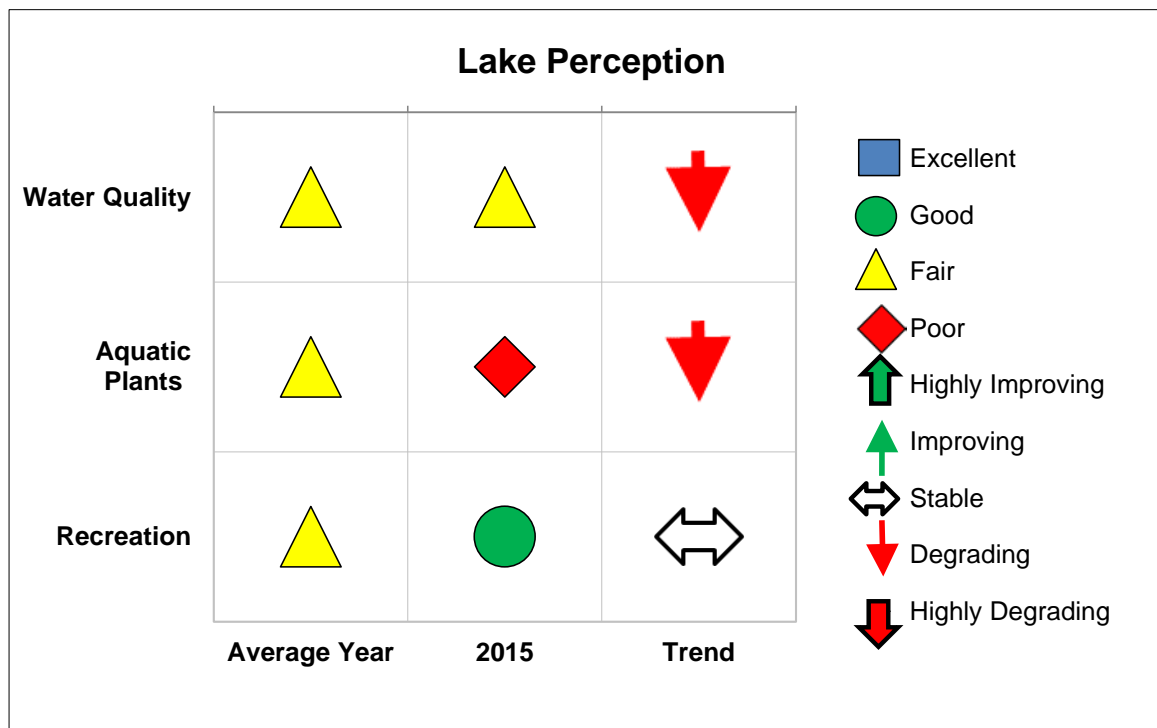 Lake Perception
Water Quality
Aquatic
Plants
Recreation
Average Year
2015
Trend
Excellent
Good
Fair
Poor
Highly Improving
Improving
Stable
Degrading
Highly Degrading